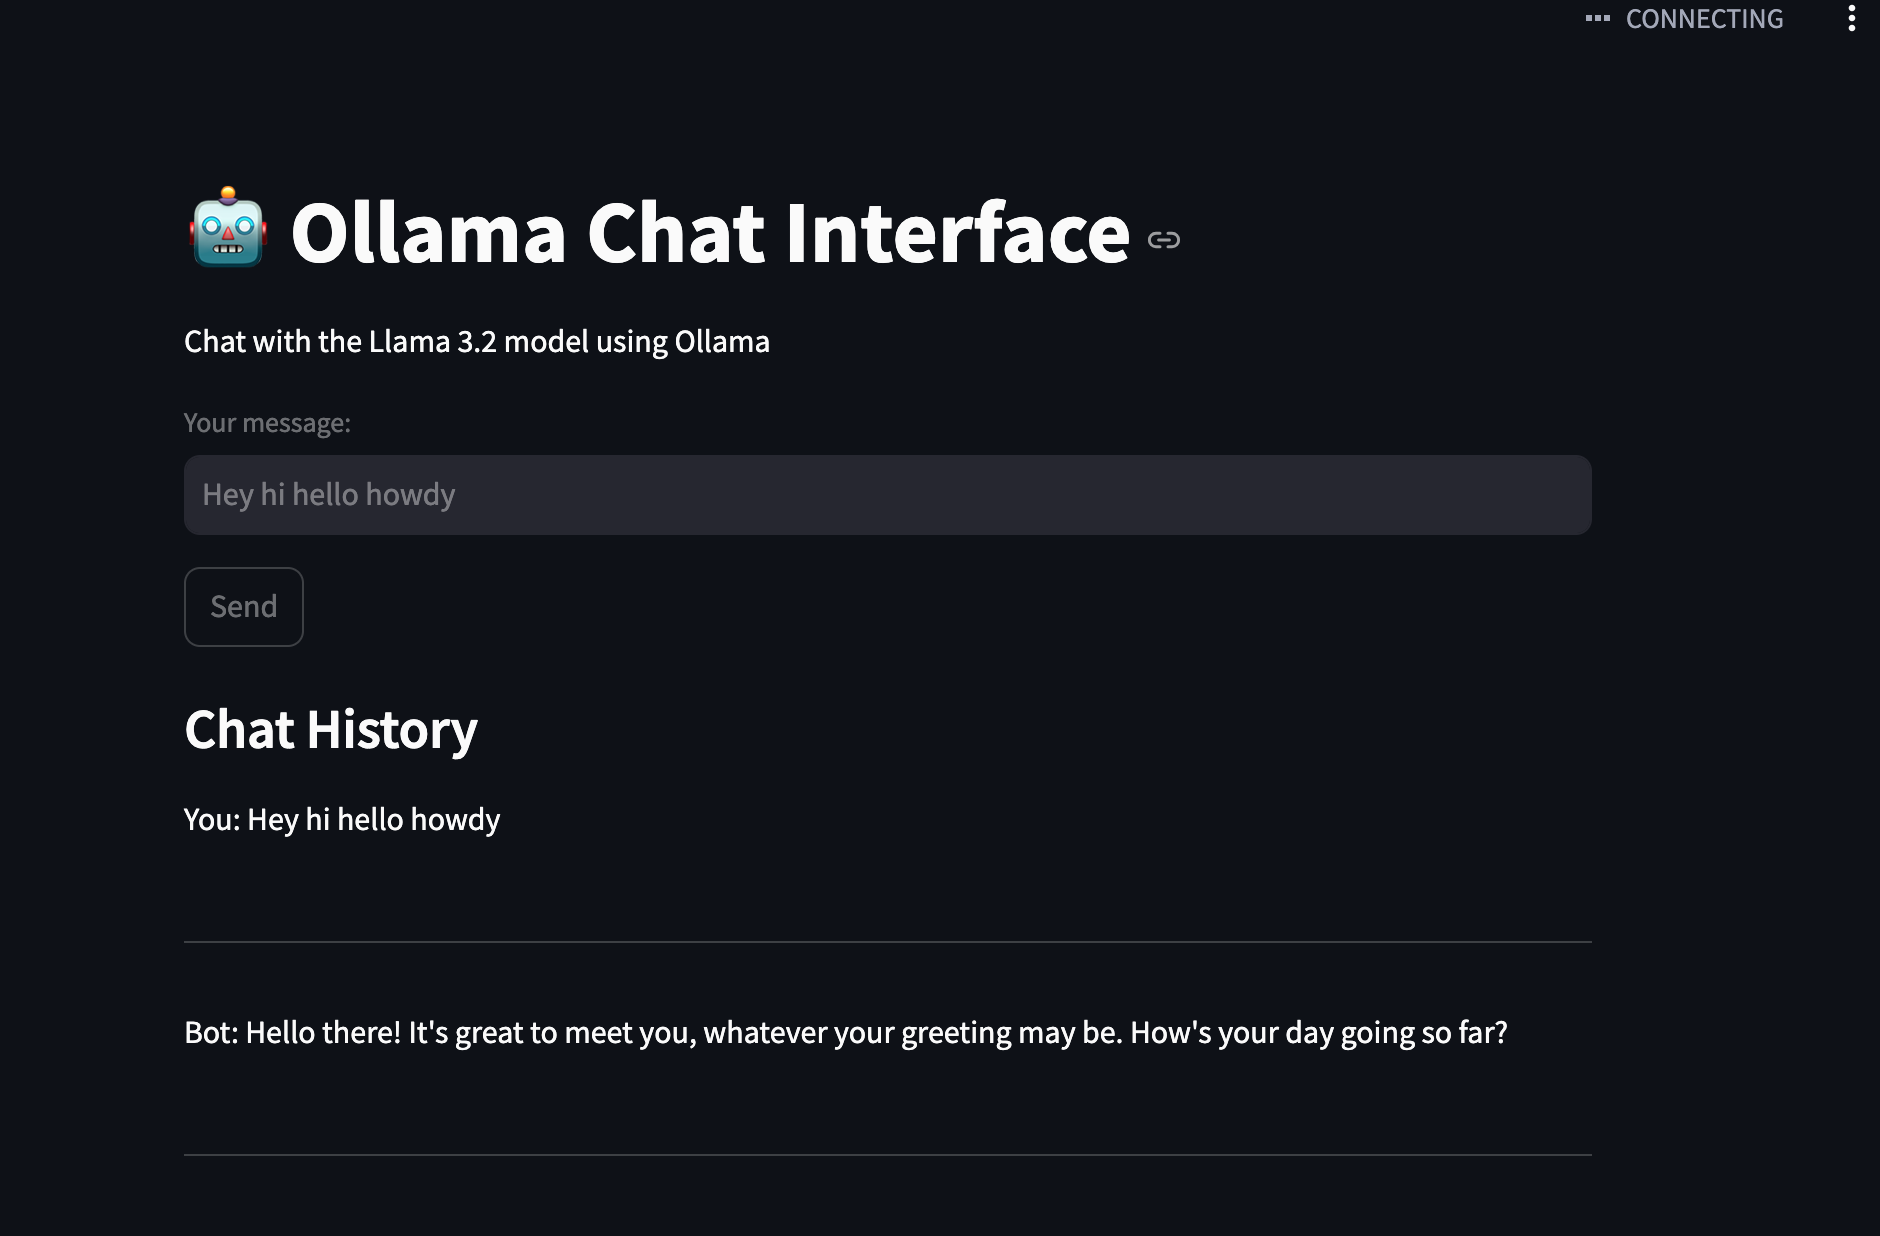 CONNECTING
Ollama Chat Interface
Chat with the Llama 3.2 model using Ollama
Your message:
Hey hi hello howdy
Send
Chat History
You: Hey hi hello howdy
Bot: Hello there! It's great to meet you, whatever your greeting may be. How's your day going so far?